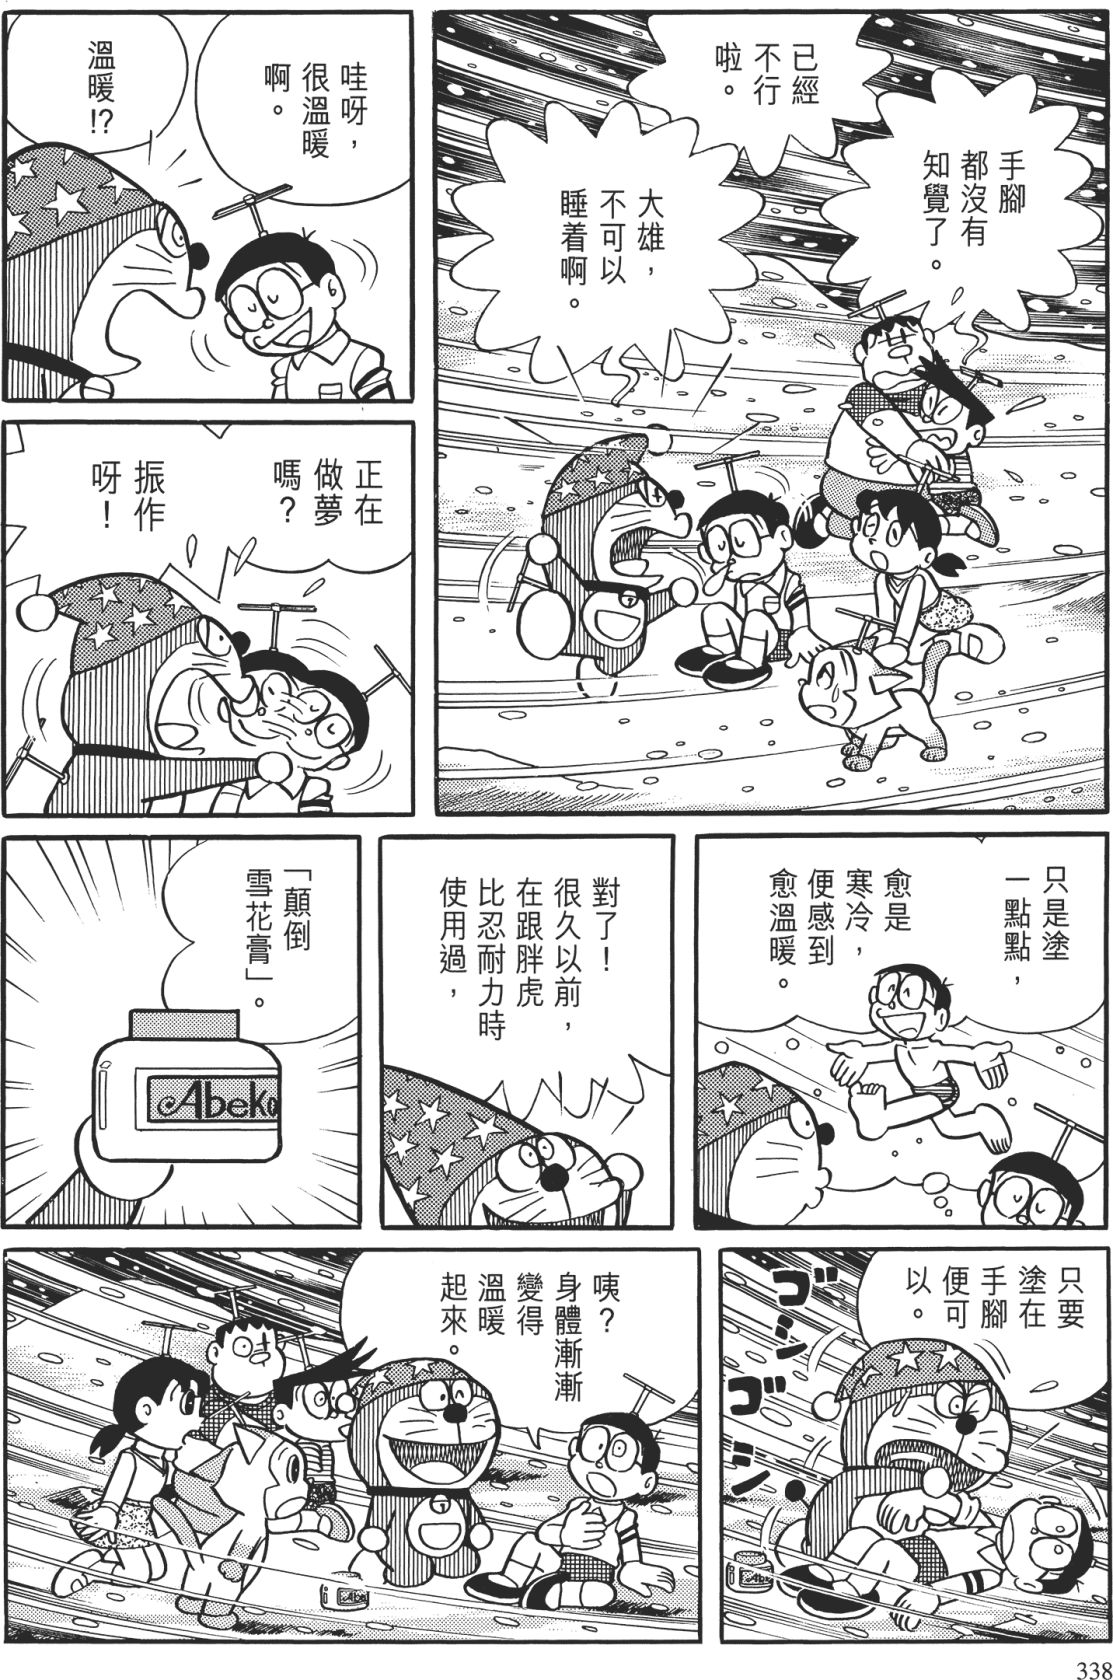 已經
不行
啦。
手腳
都沒有
知覺了。
大雄，
不可以
睡着啊。
哇呀，
很溫暖
啊。
溫暖!?
正在
做夢
嗎？
振作
呀！
只是塗
一點點，
愈是
寒冷，
便感到
愈溫暖。
對了！
很久以前，
在跟胖虎
比忍耐力時
使用過，
「顛倒
雪花膏」。
Abek
只要
塗在
手腳
便可
以。
ゴシ
ゴシ
Abe
咦？
身體漸漸
變得
溫暖
起來。
Abe
338